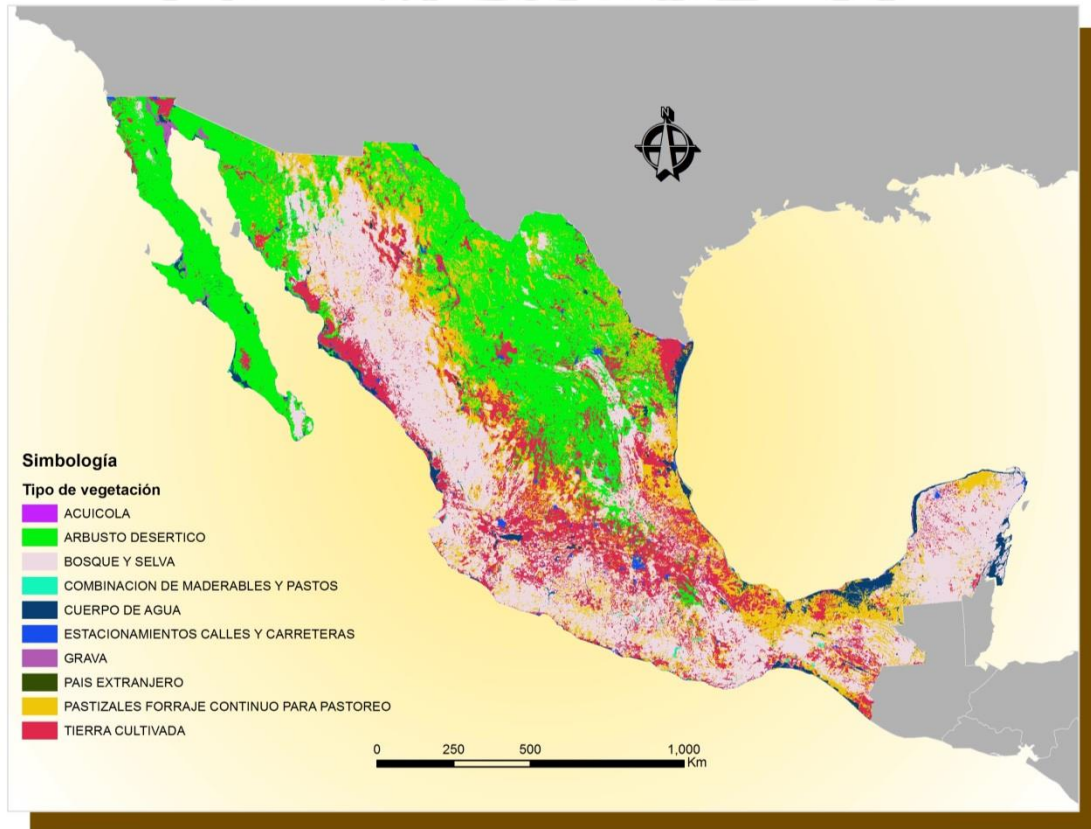 N
Simbología
Tipo de vegetación
ACUICOLA
ARBUSTO DESERTICO
BOSQUE Y SELVA
COMBINACION DE MADERABLES Y PASTOS
CUERPO DE AGUA
ESTACIONAMIENTOS CALLES Y CARRETERAS
GRAVA
PAIS EXTRANJERO
PASTIZALES FORRAJE CONTINUO PARA PASTOREO
TIERRA CULTIVADA
0 250 500 1,000
Km